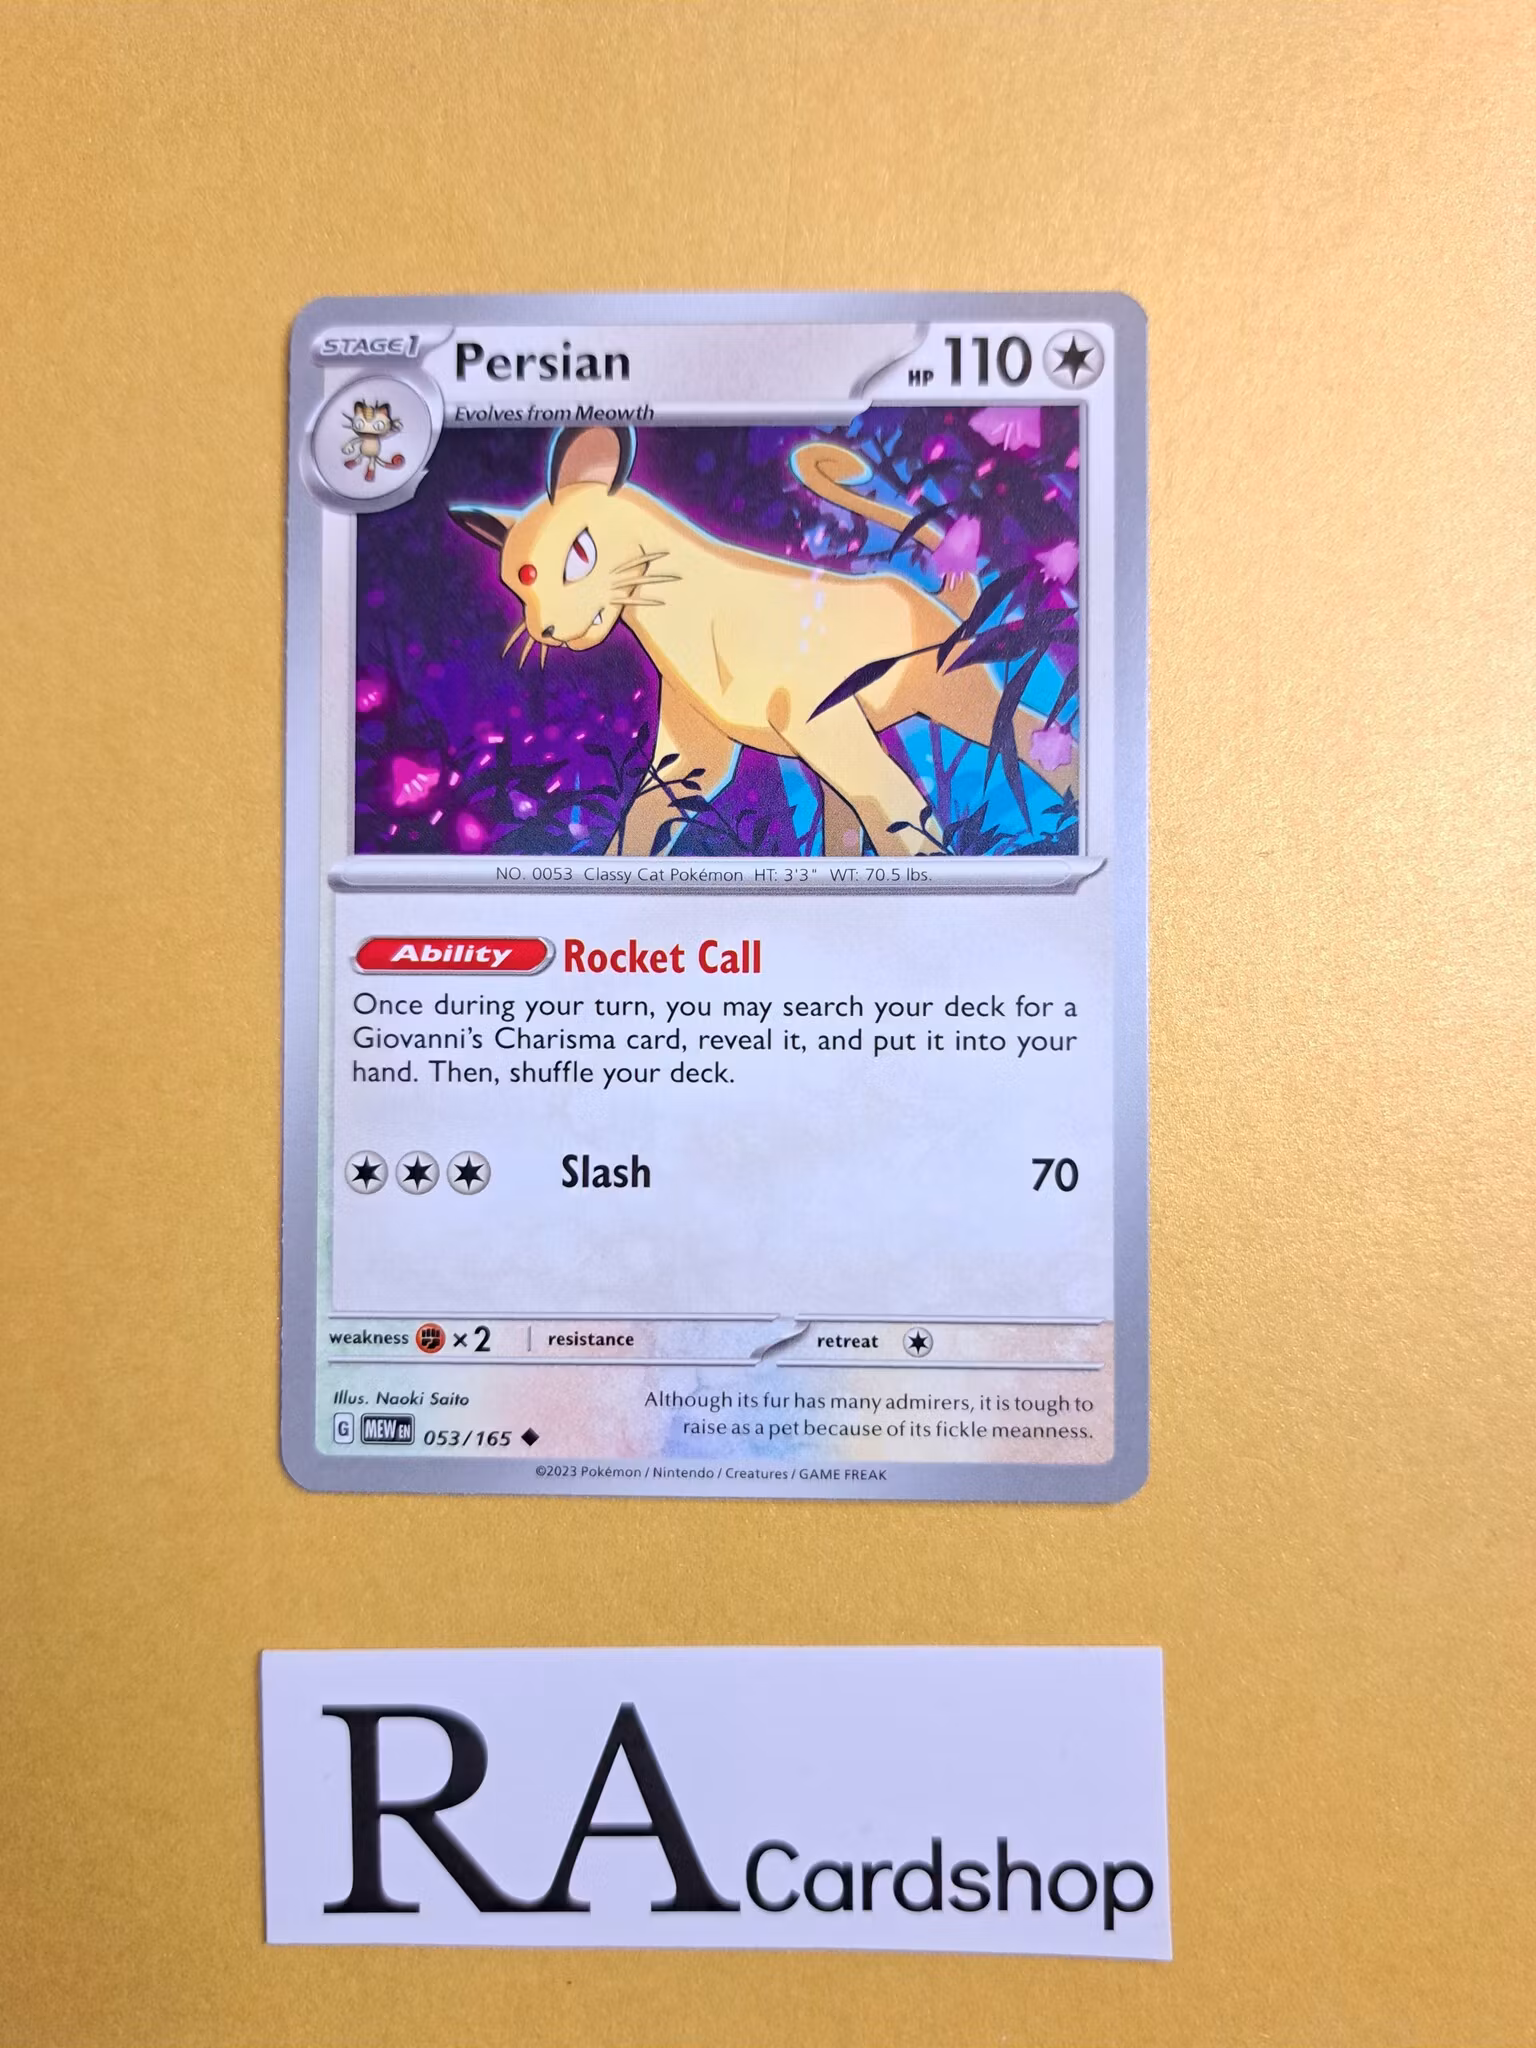 STAGE1 Persian HP 110
Evolves from Meowth
NO. 0053 Classy Cat Pokémon HT: 3'3" WT: 70.5 lbs.
Ability Rocket Call
Once during your turn, you may search your deck for a
Giovanni's Charisma card, reveal it, and put it into your
hand. Then, shuffle your deck.
Slash 70
weakness ×2 resistance retreat
Illus. Naoki Saito
Although its fur has many admirers, it is tough to
raise as a pet because of its fickle meanness.
G MEW EN 053/165
©2023 Pokémon / Nintendo / Creatures / GAME FREAK
RA Cardshop